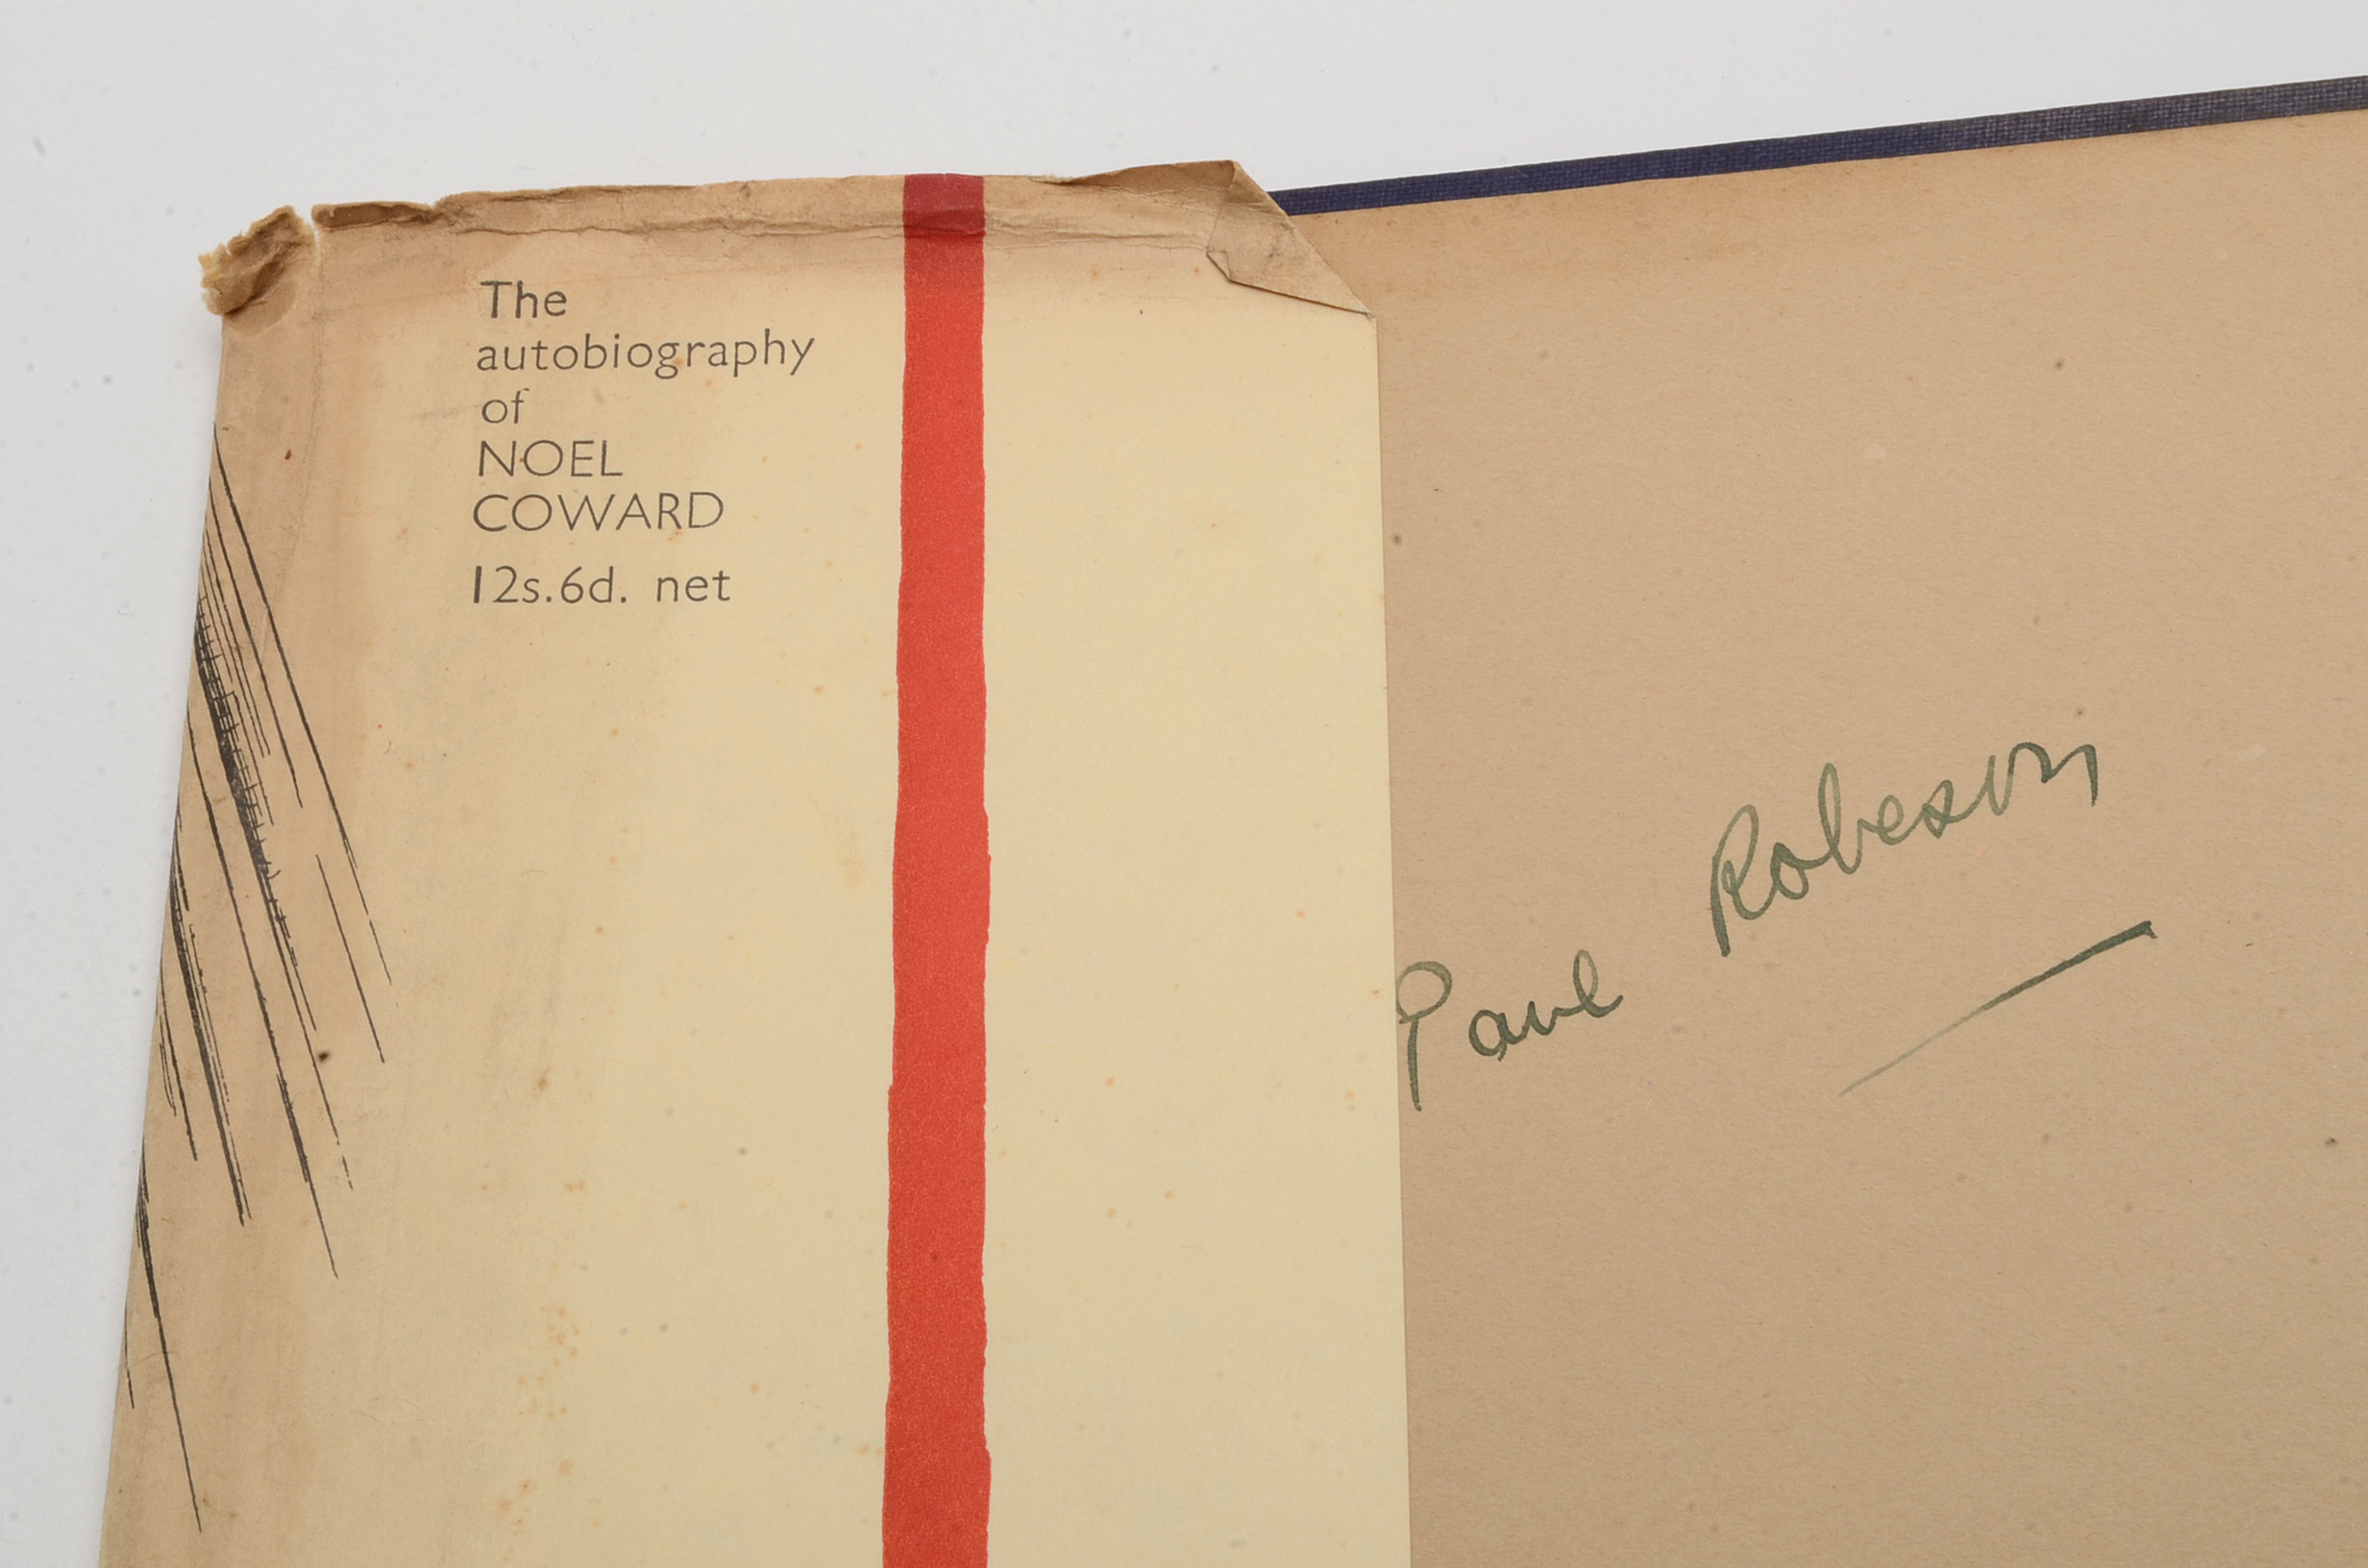 The
autobiography
of
NOEL
COWARD
12s.6d. net
Paul Robeson